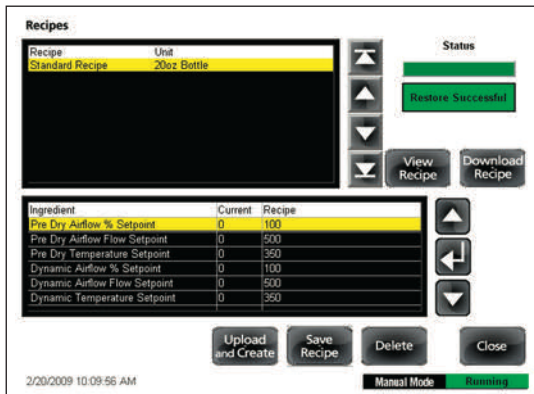 Recipes
Recipe Unit
Standard Recipe 20oz Bottle
Status
Restore Successful
View Recipe
Download Recipe
Ingredient Current Recipe
Pre Dry Airflow % Setpoint 0 100
Pre Dry Airflow Flow Setpoint 0 500
Pre Dry Temperature Setpoint 0 350
Dynamic Airflow % Setpoint 0 100
Dynamic Airflow Flow Setpoint 0 500
Dynamic Temperature Setpoint 0 350
Upload and Create
Save Recipe
Delete
Close
2/20/2009 10:09:56 AM
Manual Mode Running